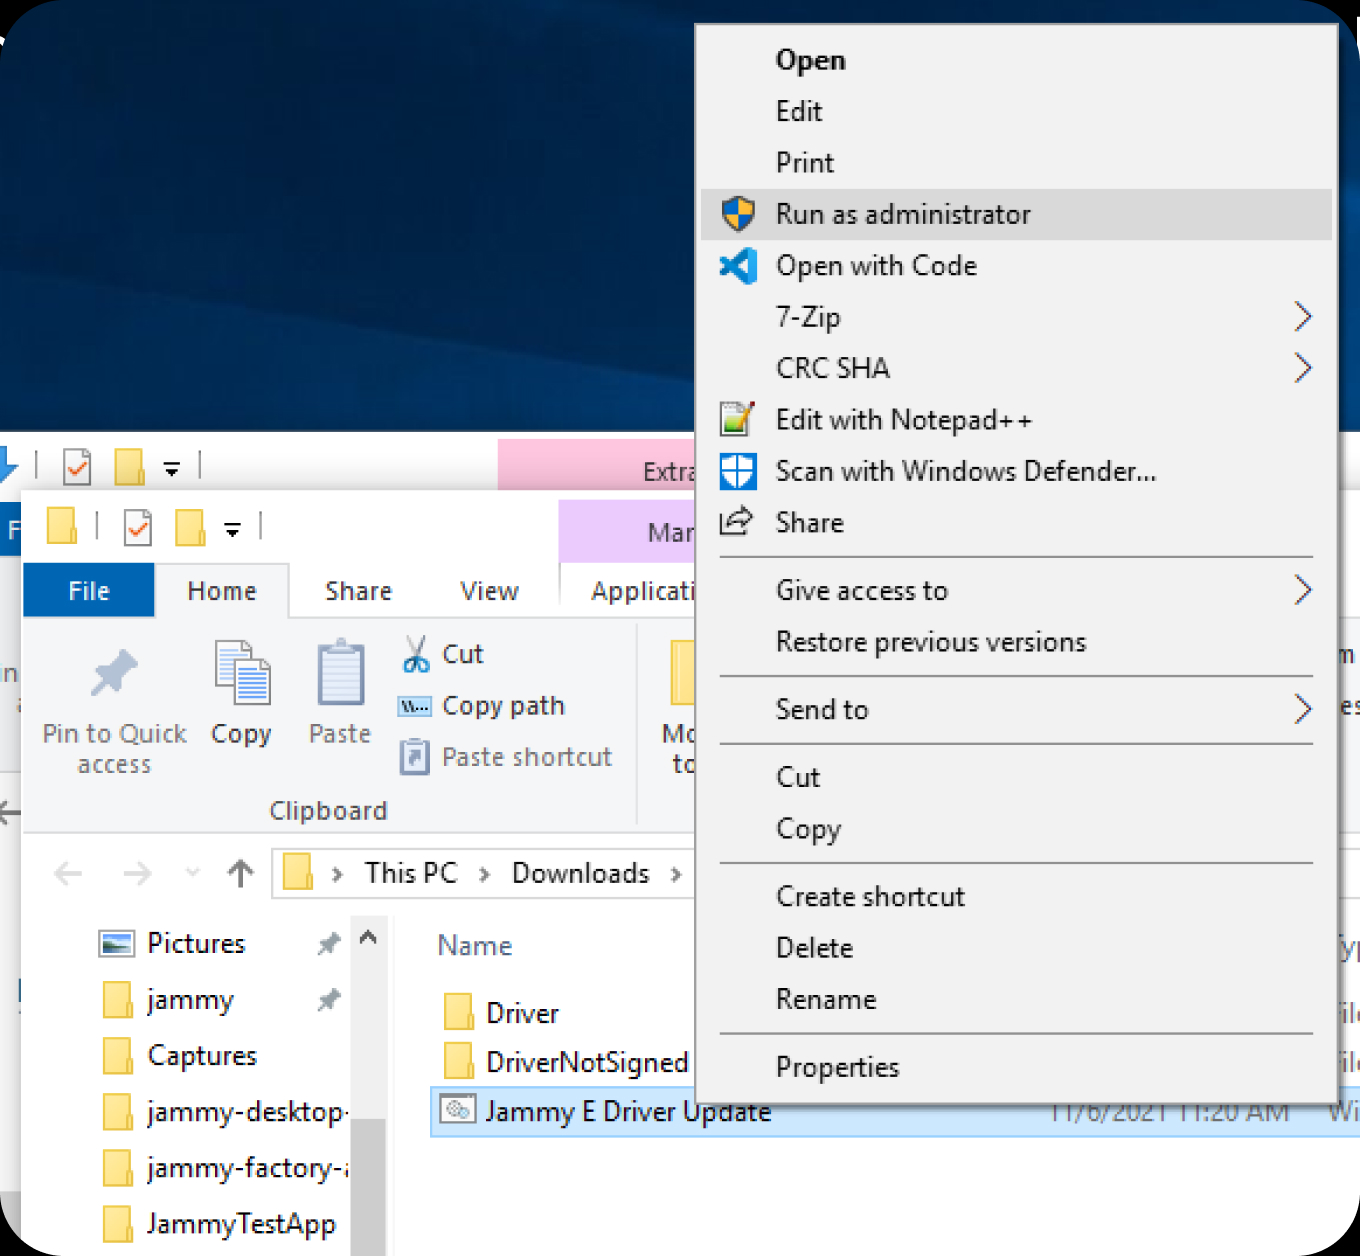 Open
Edit
Print
Run as administrator
Open with Code
7-Zip
CRC SHA
Edit with Notepad++
Scan with Windows Defender...
Share
Give access to
Restore previous versions
Send to
Cut
Copy
Create shortcut
Delete
Rename
Properties
Extra
Mar
File Home Share View Applicati
Cut
Copy path
Paste shortcut
Pin to Quick access
Copy
Paste
Clipboard
This PC Downloads
Pictures
jammy
Captures
jammy-desktop-
jammy-factory-
JammyTestApp
Name
Driver
DriverNotSigned
Jammy E Driver Update 11/6/2021 11:20 AM